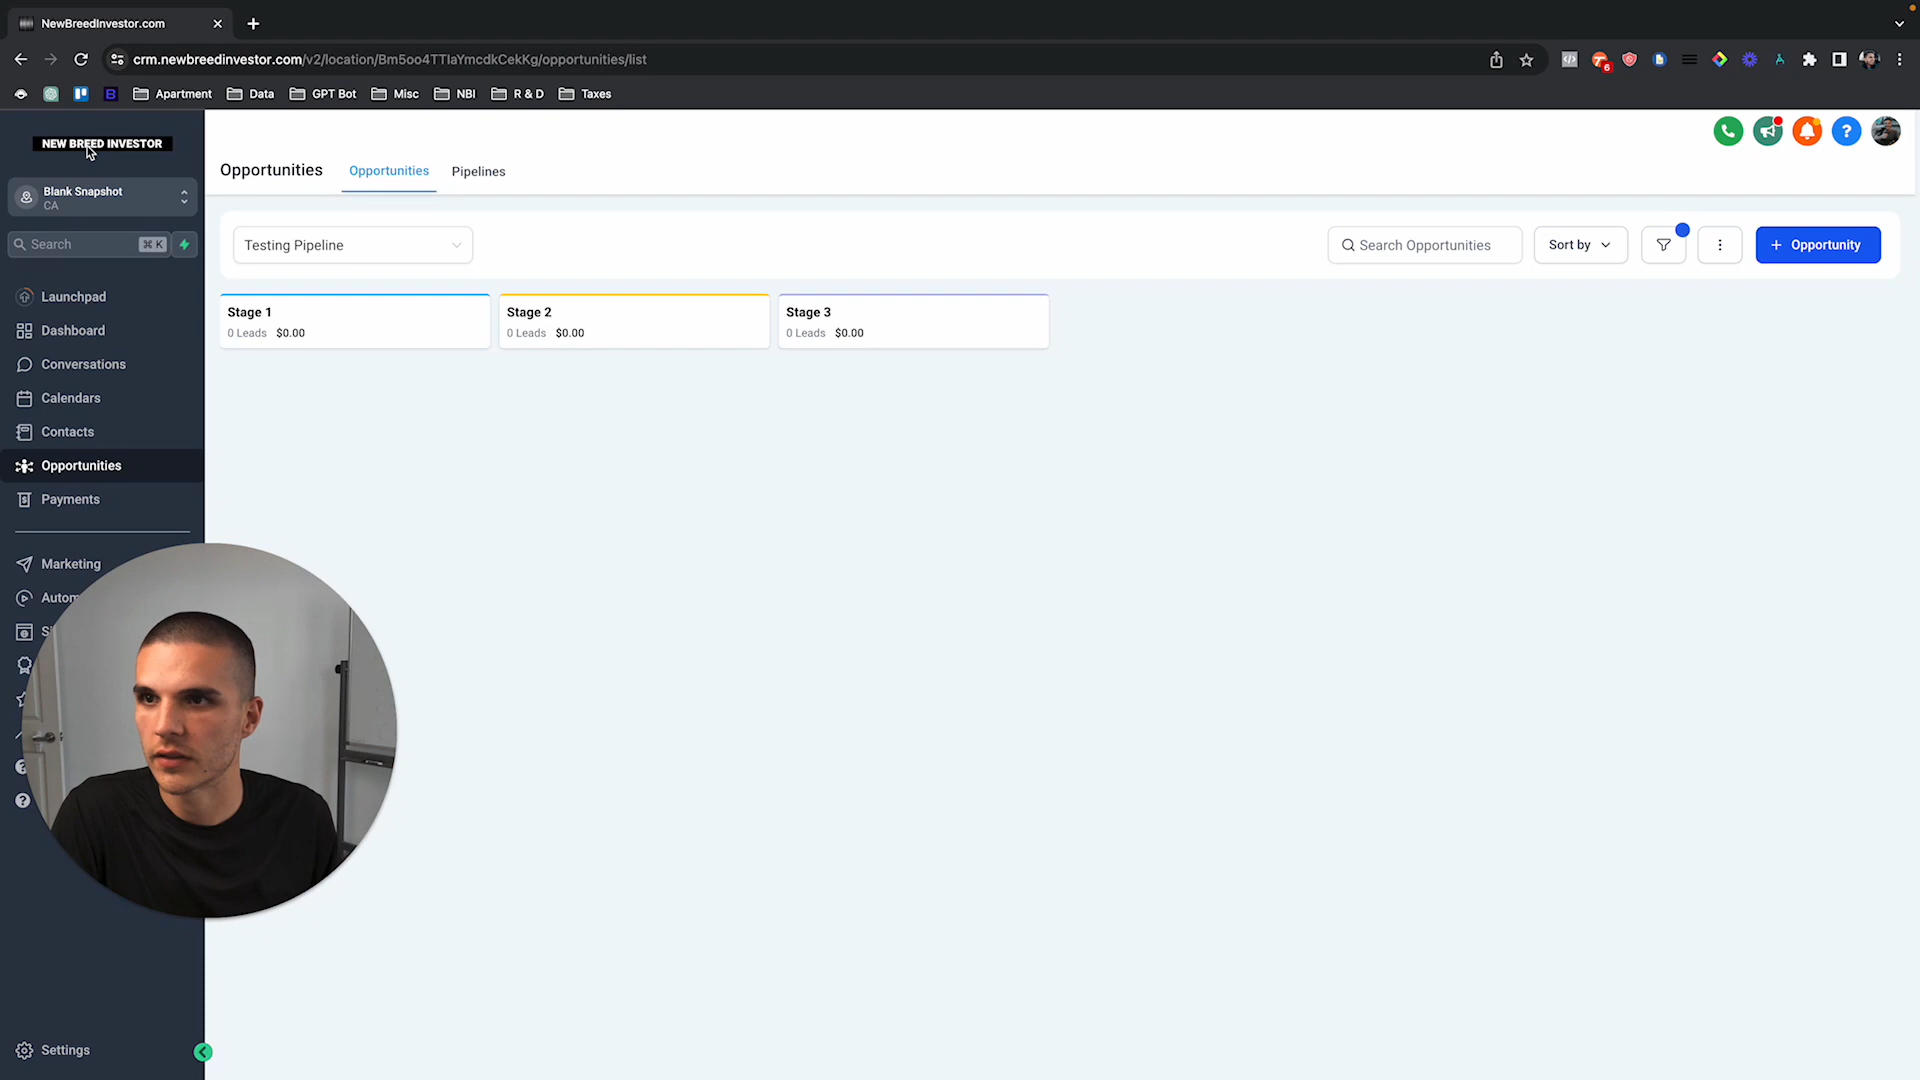 NewBreedInvestor.com
crm.newbreedinvestor.com/v2/location/Bm5oo4TTIaYmcdkCekKg/opportunities/list
6
B
Apartment
Data
GPT Bot
Misc
NBI
R & D
Taxes
NEW BREED INVESTOR
Blank Snapshot
CA
Search
⌘ K
Launchpad
Dashboard
Conversations
Calendars
Contacts
Opportunities
Payments
Marketing
Settings
Opportunities
Opportunities
Pipelines
Testing Pipeline
Search Opportunities
Sort by
+ Opportunity
Stage 1
0 Leads $0.00
Stage 2
0 Leads $0.00
Stage 3
0 Leads $0.00